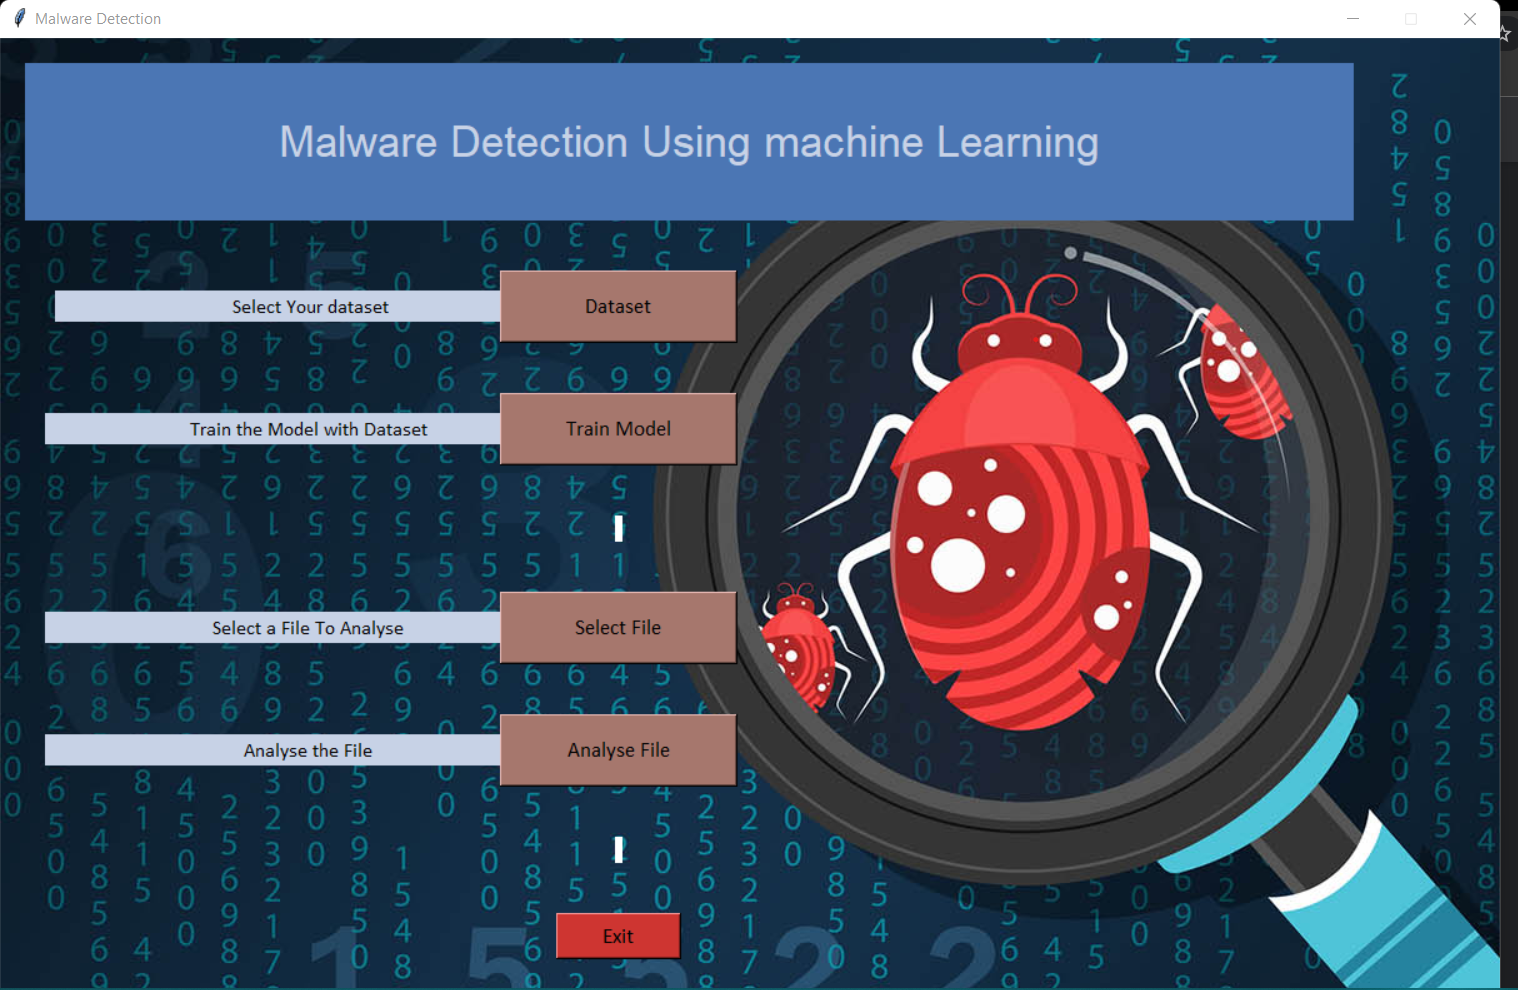 Malware Detection
Malware Detection Using machine Learning
Select Your dataset Dataset
Train the Model with Dataset Train Model
Select a File To Analyse Select File
Analyse the File Analyse File
Exit